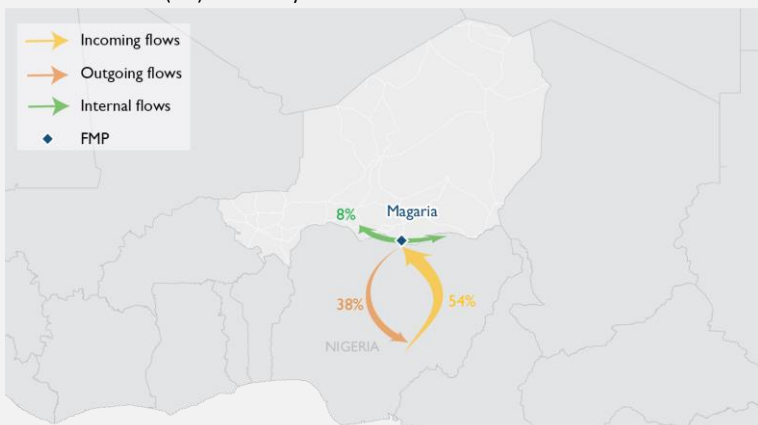 Incoming flows
Outgoing flows
Internal flows
FMP
8%
Magaria
38%
54%
NIGERIA